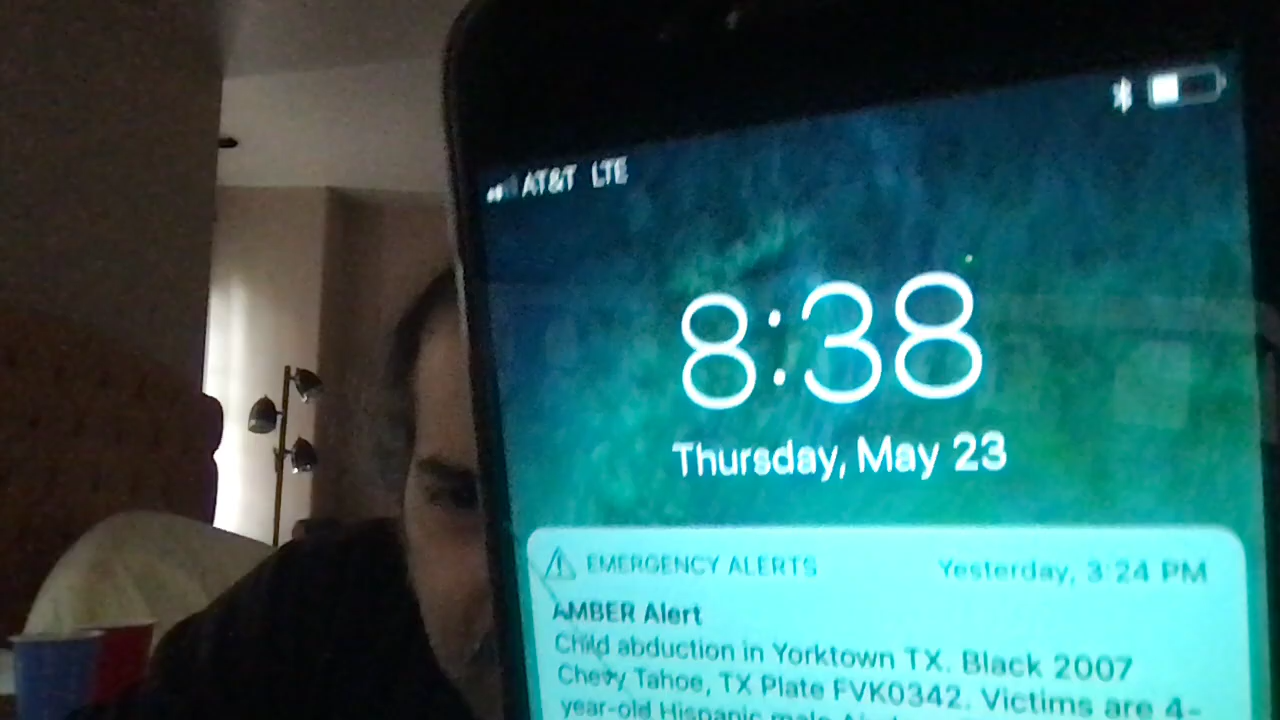 AT&T LTE
8:38
Thursday, May 23
EMERGENCY ALERTS Yesterday, 3:24 PM
AMBER Alert
Child abduction in Yorktown TX. Black 2007
Chevy Tahoe, TX Plate FVK0342. Victims are 4-
year-old Hispanic male